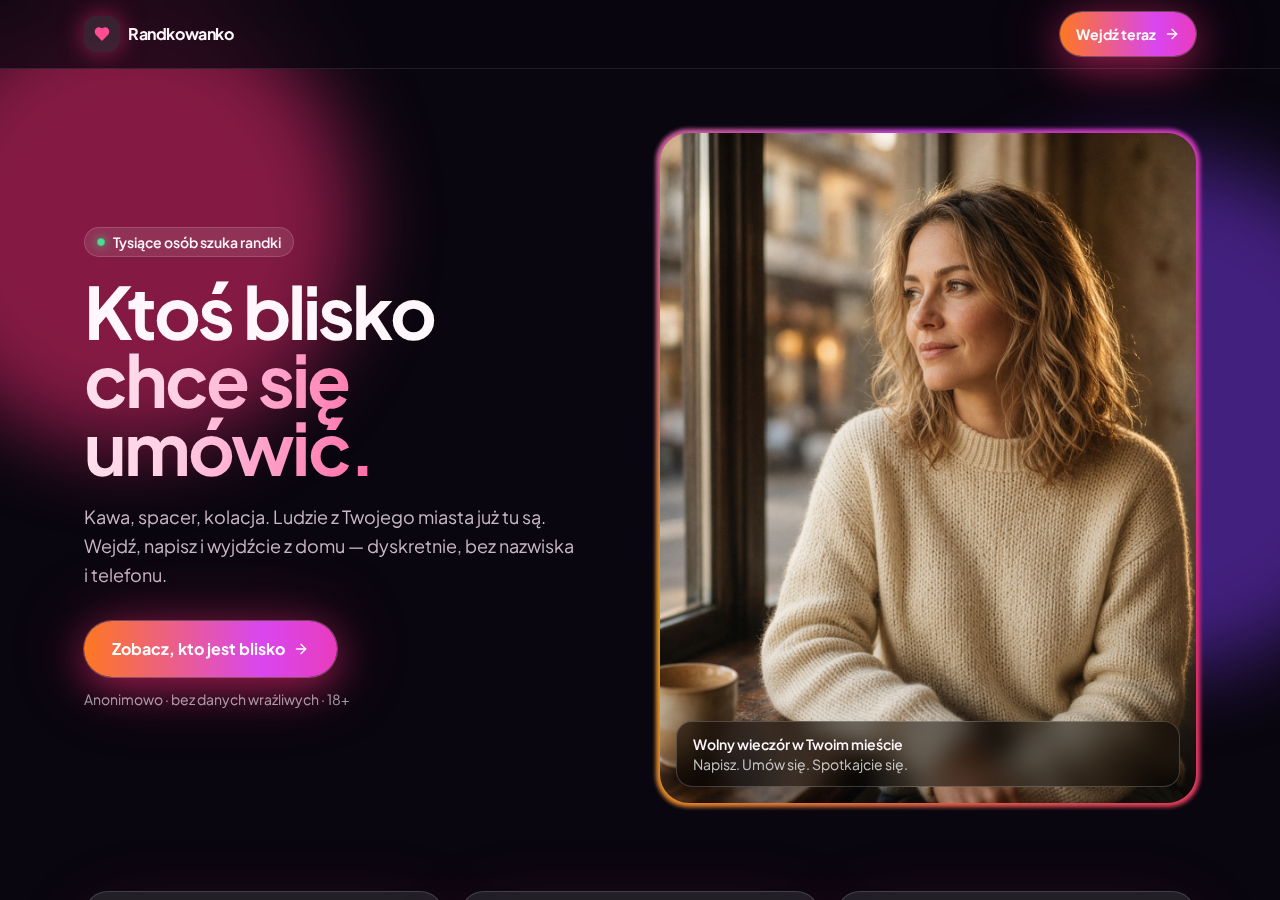 Randkowanko
Wejdź teraz
Tysiące osób szuka randki
Ktoś blisko
chce się
umówić.
Kawa, spacer, kolacja. Ludzie z Twojego miasta już tu są.
Wejdź, napisz i wyjdźcie z domu — dyskretnie, bez nazwiska
i telefonu.
Zobacz, kto jest blisko
Anonimowo · bez danych wrażliwych · 18+
Wolny wieczór w Twoim mieście
Napisz. Umów się. Spotkajcie się.